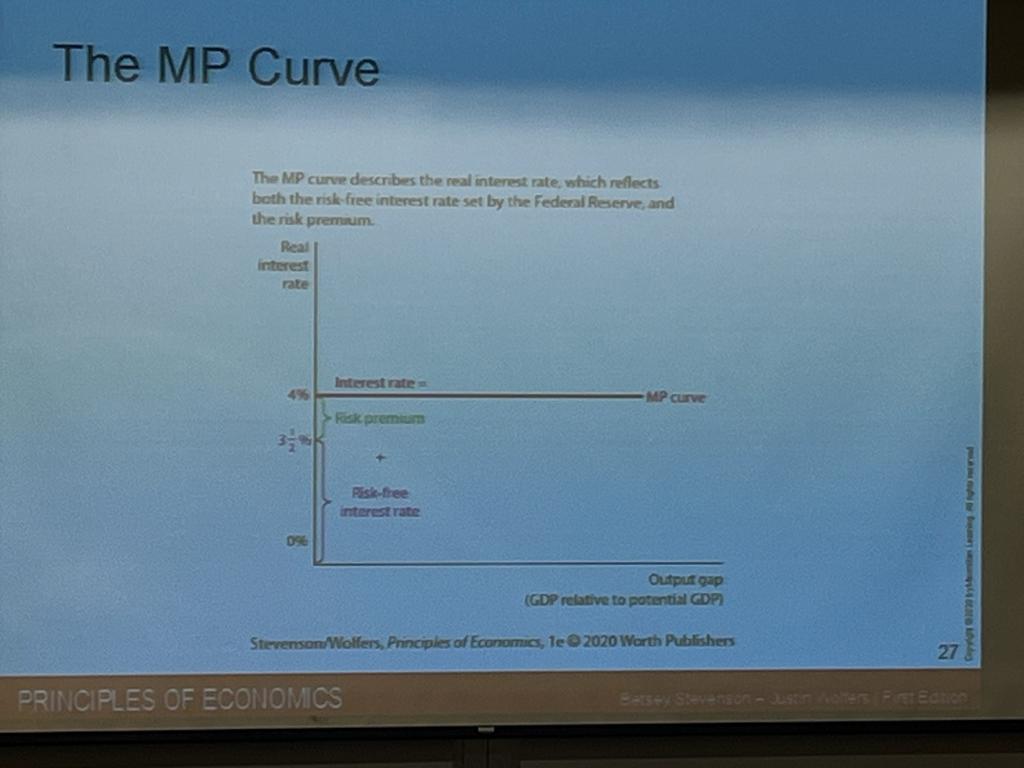 The MP Curve
The MP curve describes the real interest rate, which reflects
both the risk-free interest rate set by the Federal Reserve, and
the risk premium.
Real
interest
rate
Interest rate =
4%
MP curve
Risk premium
3 1/2 %
+
Risk-free
interest rate
0%
Output gap
(GDP relative to potential GDP)
Stevenson/Wolfers, Principles of Economics, 1e © 2020 Worth Publishers
27
Copyright ©2020 by Macmillan Learning. All rights reserved
PRINCIPLES OF ECONOMICS
Betsey Stevenson – Justin Wolfers | First Edition